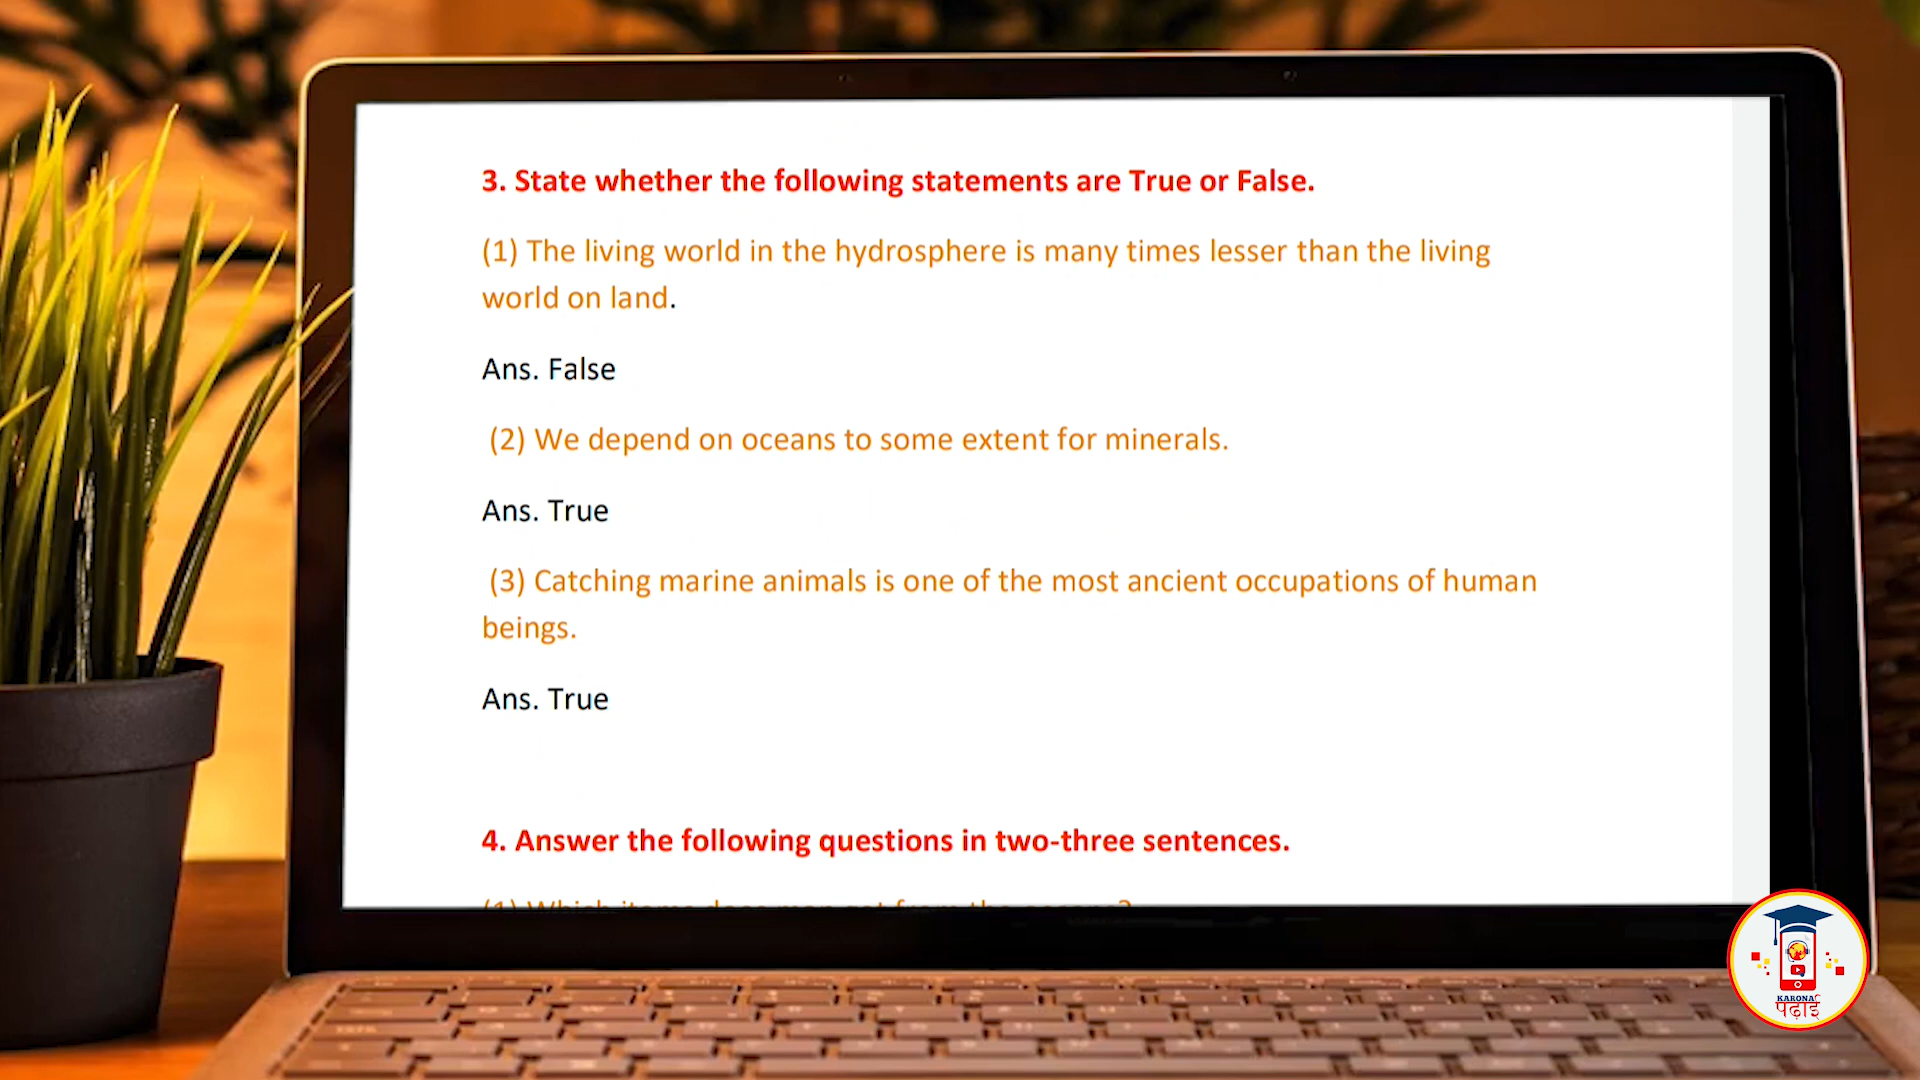 3. State whether the following statements are True or False.
(1) The living world in the hydrosphere is many times lesser than the living
world on land.
Ans. False
(2) We depend on oceans to some extent for minerals.
Ans. True
(3) Catching marine animals is one of the most ancient occupations of human
beings.
Ans. True
4. Answer the following questions in two-three sentences.
KARONA
पढ़ाई